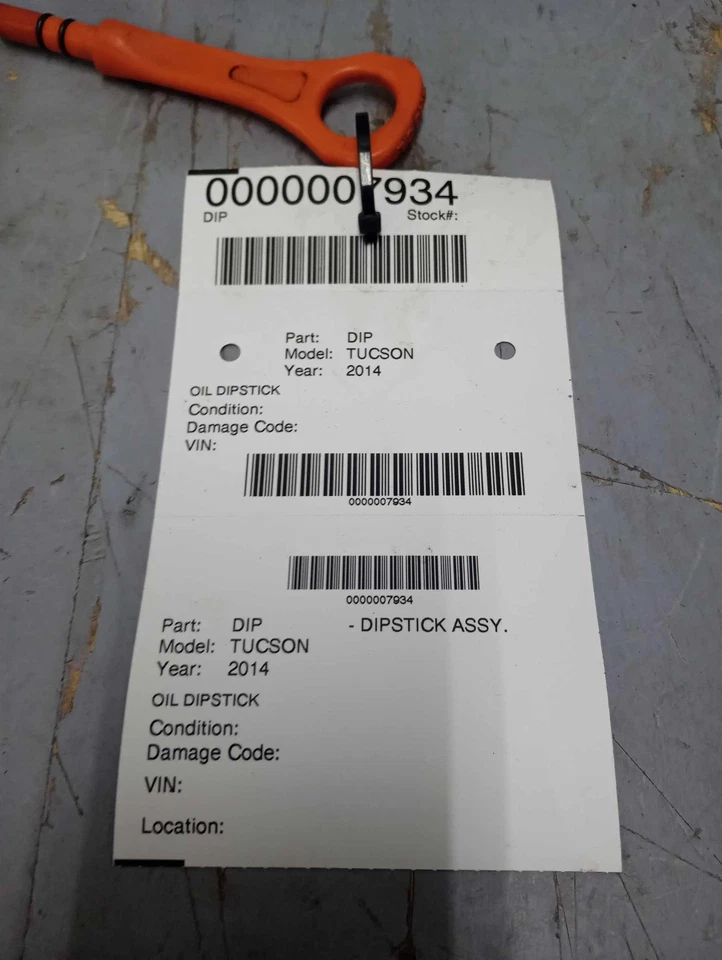 0000007934
DIP Stock#:
Part: DIP
Model: TUCSON
Year: 2014
OIL DIPSTICK
Condition:
Damage Code:
VIN:
0000007934
0000007934
Part: DIP - DIPSTICK ASSY.
Model: TUCSON
Year: 2014
OIL DIPSTICK
Condition:
Damage Code:
VIN:
Location: